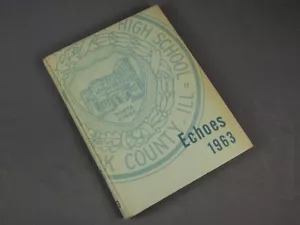 HIGH SCHOOL
K COUNTY, ILL.
Echoes
1963